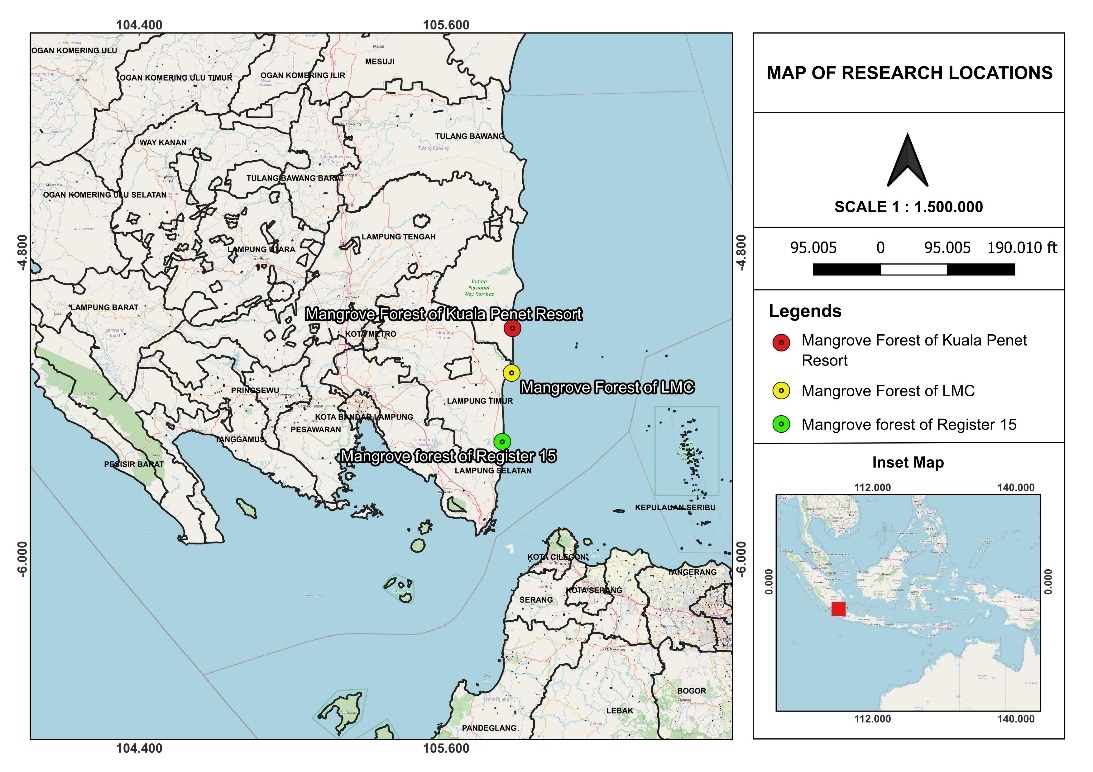 104.400
105.600
OGAN KOMERING ULU
OGAN KOMERING ULU TIMUR
OGAN KOMERING ILIR
MESUJI
WAY KANAN
TULANG BAWANG
Tulang Bawang
TULANG BAWANG BARAT
OGAN KOMERING ULU SELATAN
LAMPUNG TENGAH
LAMPUNG UTARA
-4.800
-4.800
Taman
Nasional
Way Kambas
LAMPUNG BARAT
Mangrove Forest of Kuala Penet Resort
KOTA METRO
Mangrove Forest of LMC
PRINGSEWU
LAMPUNG TIMUR
KOTA BANDAR LAMPUNG
PESAWARAN
TANGGAMUS
Mangrove forest of Register 15
PESISIR BARAT
LAMPUNG SELATAN
KEPULAUAN SERIBU
-6.000
-6.000
KOTA CILEGON
TANGERANG
KOTA SERANG
SERANG
BOGOR
LEBAK
PANDEGLANG
104.400
105.600
MAP OF RESEARCH LOCATIONS
SCALE 1 : 1.500.000
95.005 0 95.005 190.010 ft
Legends
Mangrove Forest of Kuala Penet
Resort
Mangrove Forest of LMC
Mangrove forest of Register 15
Inset Map
112.000
140.000
0.000
0.000
112.000
140.000